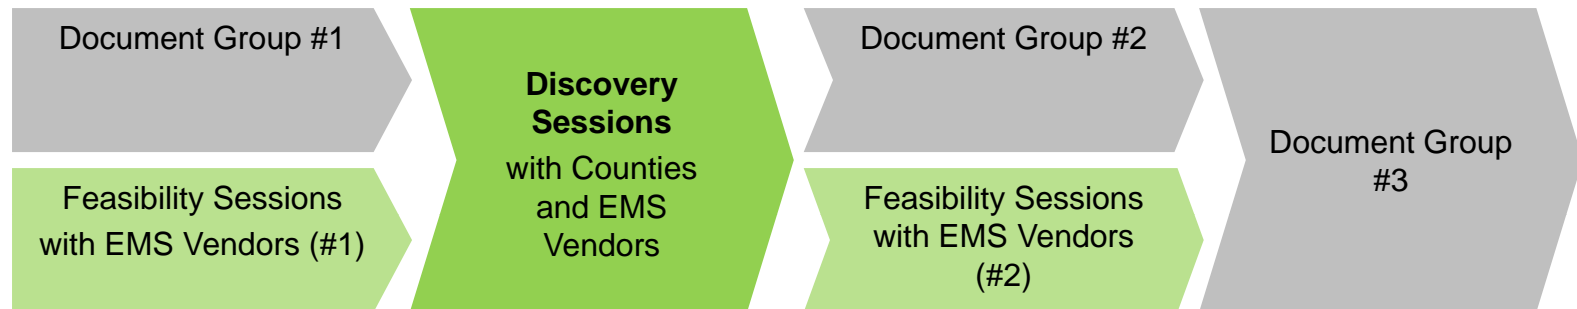 Document Group #1
Feasibility Sessions
with EMS Vendors (#1)
Discovery
Sessions
with Counties
and EMS
Vendors
Document Group #2
Feasibility Sessions
with EMS Vendors
(#2)
Document Group
#3